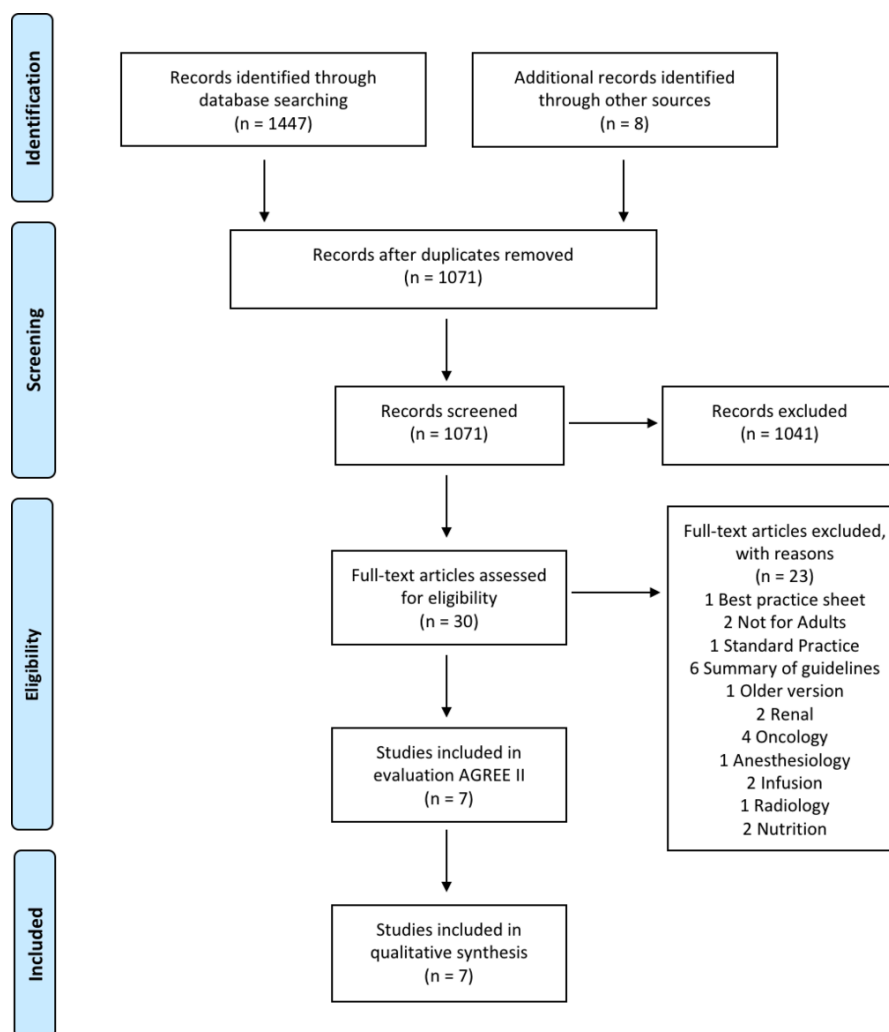 Identification
Records identified through
database searching
(n = 1447)
Additional records identified
through other sources
(n = 8)
Screening
Records after duplicates removed
(n = 1071)
Records screened
(n = 1071)
Records excluded
(n = 1041)
Eligibility
Full-text articles assessed
for eligibility
(n = 30)
Full-text articles excluded,
with reasons
(n = 23)
1 Best practice sheet
2 Not for Adults
1 Standard Practice
6 Summary of guidelines
1 Older version
2 Renal
4 Oncology
1 Anesthesiology
2 Infusion
1 Radiology
2 Nutrition
Studies included in
evaluation AGREE II
(n = 7)
Included
Studies included in
qualitative synthesis
(n = 7)